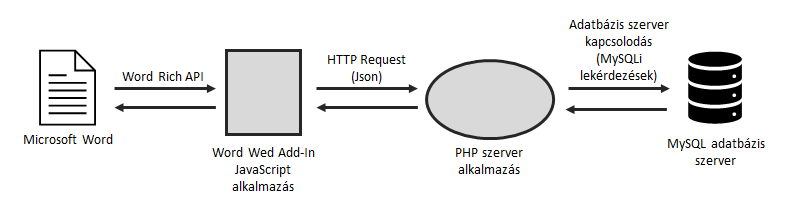 Microsoft Word
Word Rich API
Word Wed Add-In
JavaScript
alkalmazás
HTTP Request
(Json)
PHP szerver
alkalmazás
Adatbázis szerver
kapcsolodás
(MySQLi
lekérdezések)
MySQL adatbázis
szerver